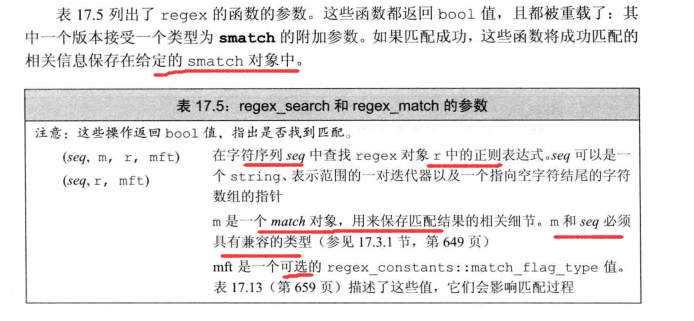 表 17.5 列出了 regex 的函数的参数。这些函数都返回 bool 值，且都被重载了：其
中一个版本接受一个类型为 smatch 的附加参数。如果匹配成功，这些函数将成功匹配的
相关信息保存在给定的 smatch 对象中。
表 17.5：regex_search 和 regex_match 的参数
注意：这些操作返回 bool 值，指出是否找到匹配。
(seq, m, r, mft) 在字符序列 seq 中查找 regex 对象 r 中的正则表达式。seq 可以是一
(seq, r, mft) 个 string、表示范围的一对迭代器以及一个指向空字符结尾的字符
数组的指针
m 是一个 match 对象，用来保存匹配结果的相关细节。m 和 seq 必须
具有兼容的类型（参见 17.3.1 节，第 649 页）
mft 是一个可选的 regex_constants::match_flag_type 值。
表 17.13（第 659 页）描述了这些值，它们会影响匹配过程